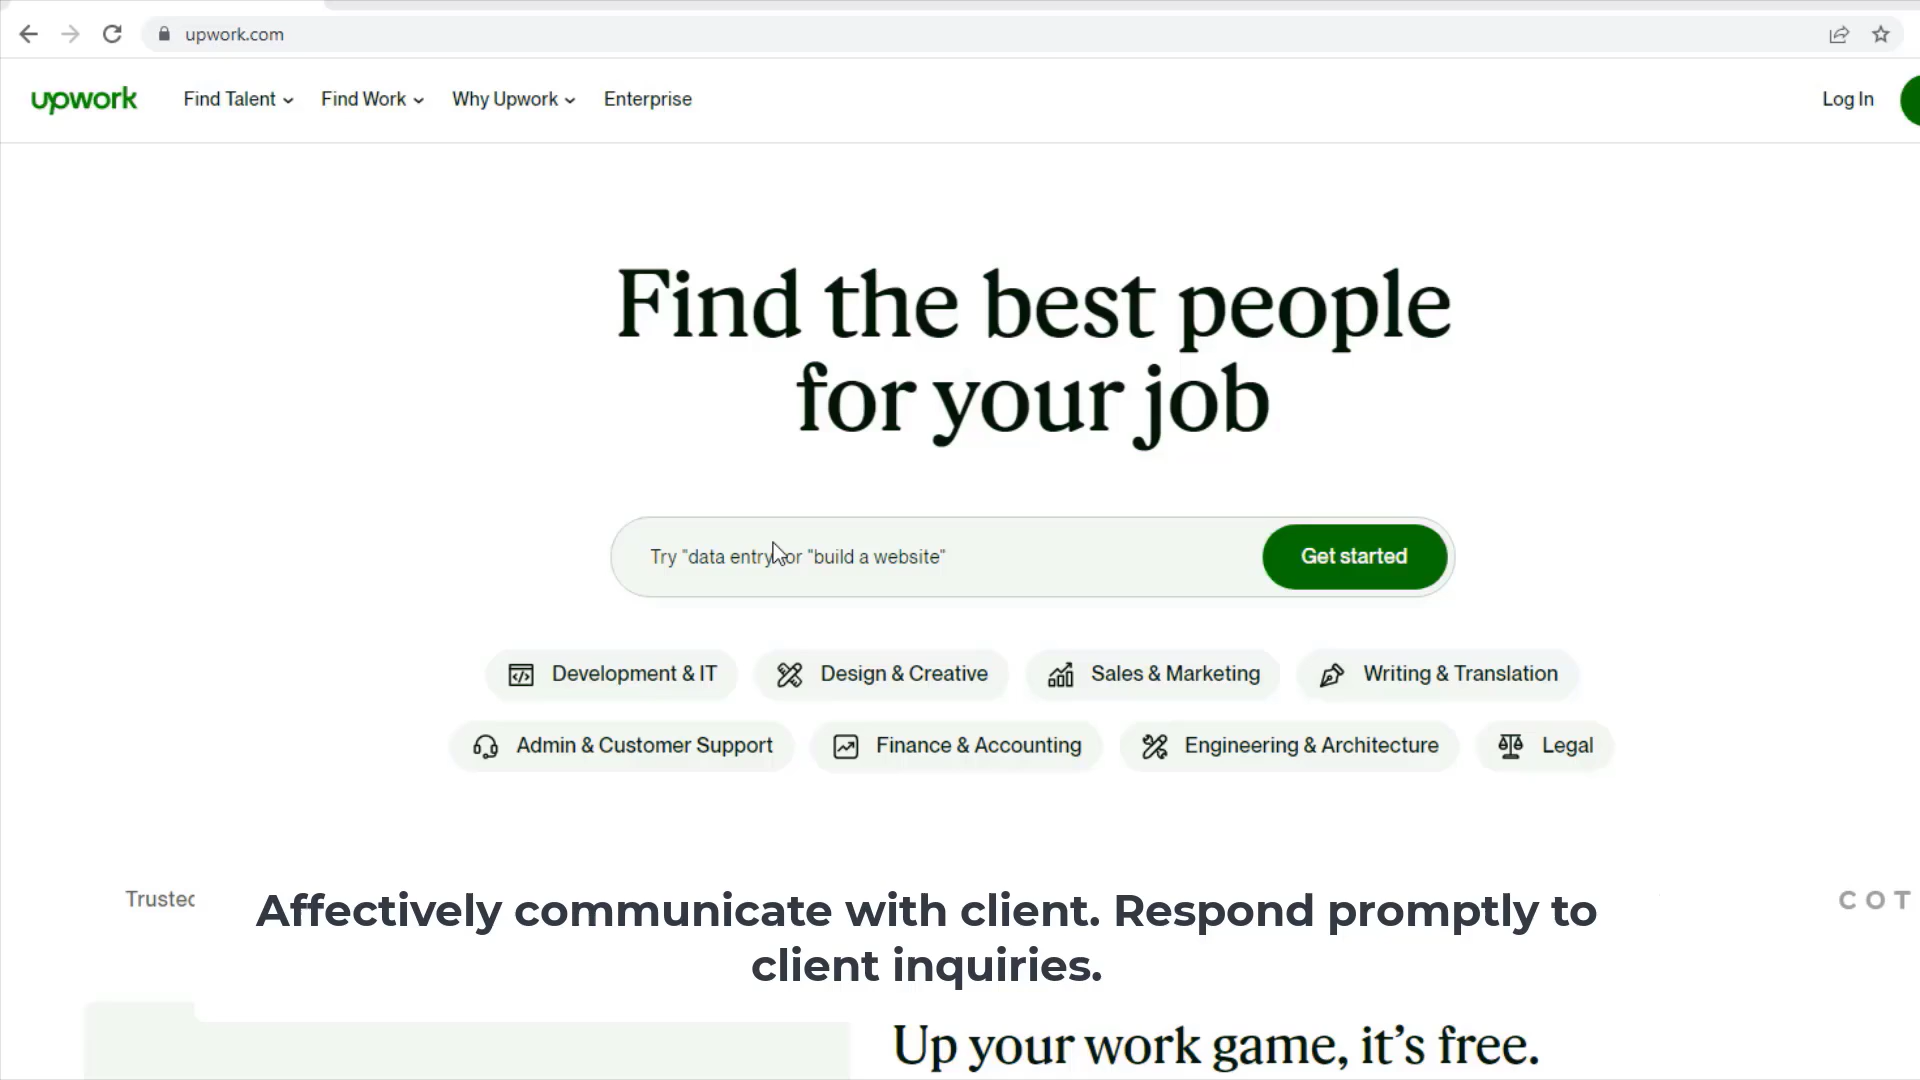 upwork.com
upwork Find Talent Find Work Why Upwork Enterprise Log In
Find the best people
for your job
Try "data entry" or "build a website" Get started
Development & IT Design & Creative Sales & Marketing Writing & Translation
Admin & Customer Support Finance & Accounting Engineering & Architecture Legal
Affectively communicate with client. Respond promptly to
client inquiries.
Up your work game, it's free.